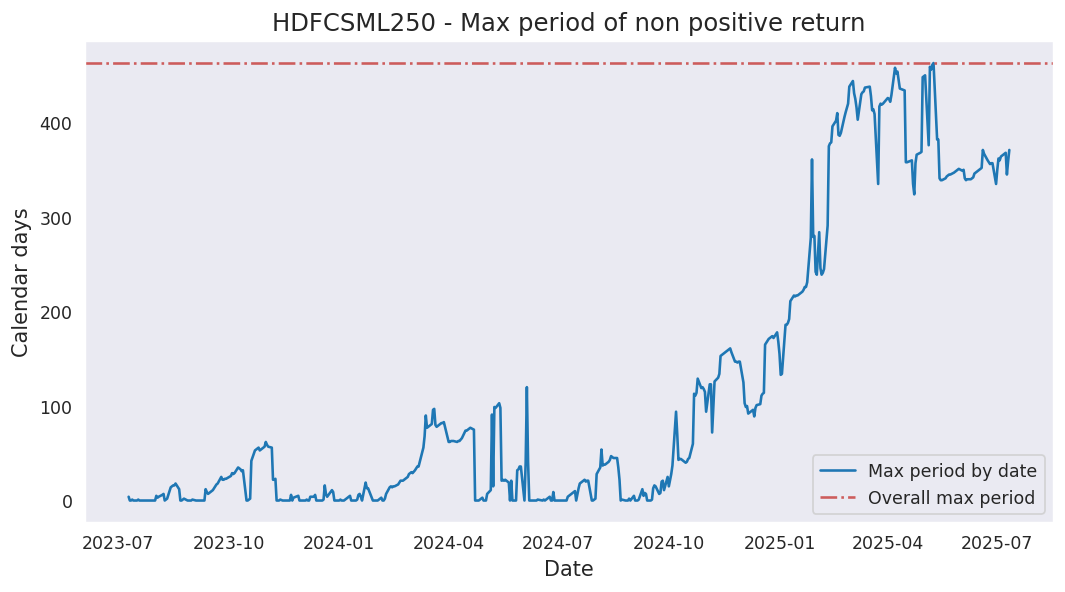 HDFCSML250 - Max period of non positive return
Calendar days
400
300
200
100
0
Max period by date
Overall max period
2023-07 2023-10 2024-01 2024-04 2024-07 2024-10 2025-01 2025-04 2025-07
Date